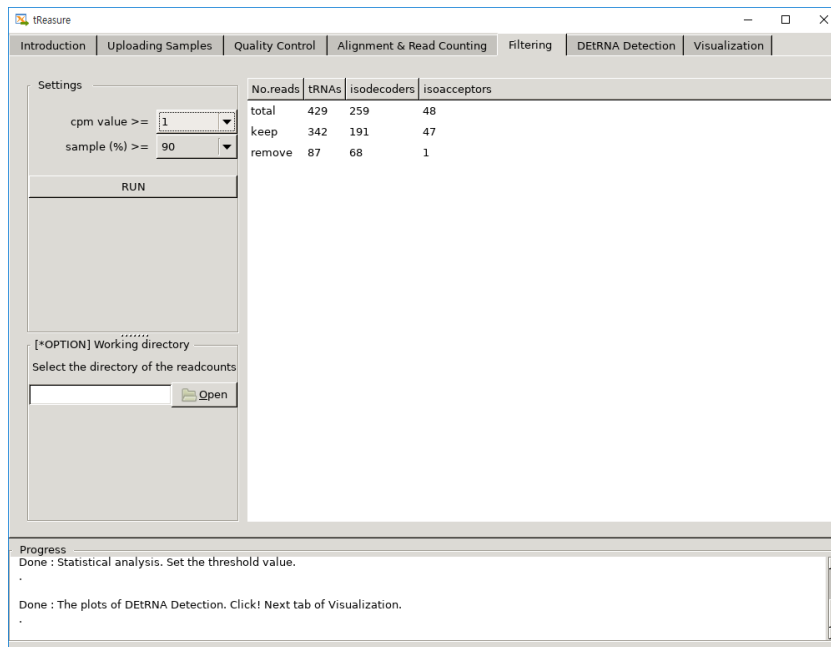 tReasure
Introduction Uploading Samples Quality Control Alignment & Read Counting Filtering DEtRNA Detection Visualization
Settings
cpm value >= 1
sample (%) >= 90
RUN
[*OPTION] Working directory
Select the directory of the readcounts
Open
No.reads tRNAs isodecoders isoacceptors
total 429 259 48
keep 342 191 47
remove 87 68 1
Progress
Done : Statistical analysis. Set the threshold value.
.
Done : The plots of DEtRNA Detection. Click! Next tab of Visualization.
.